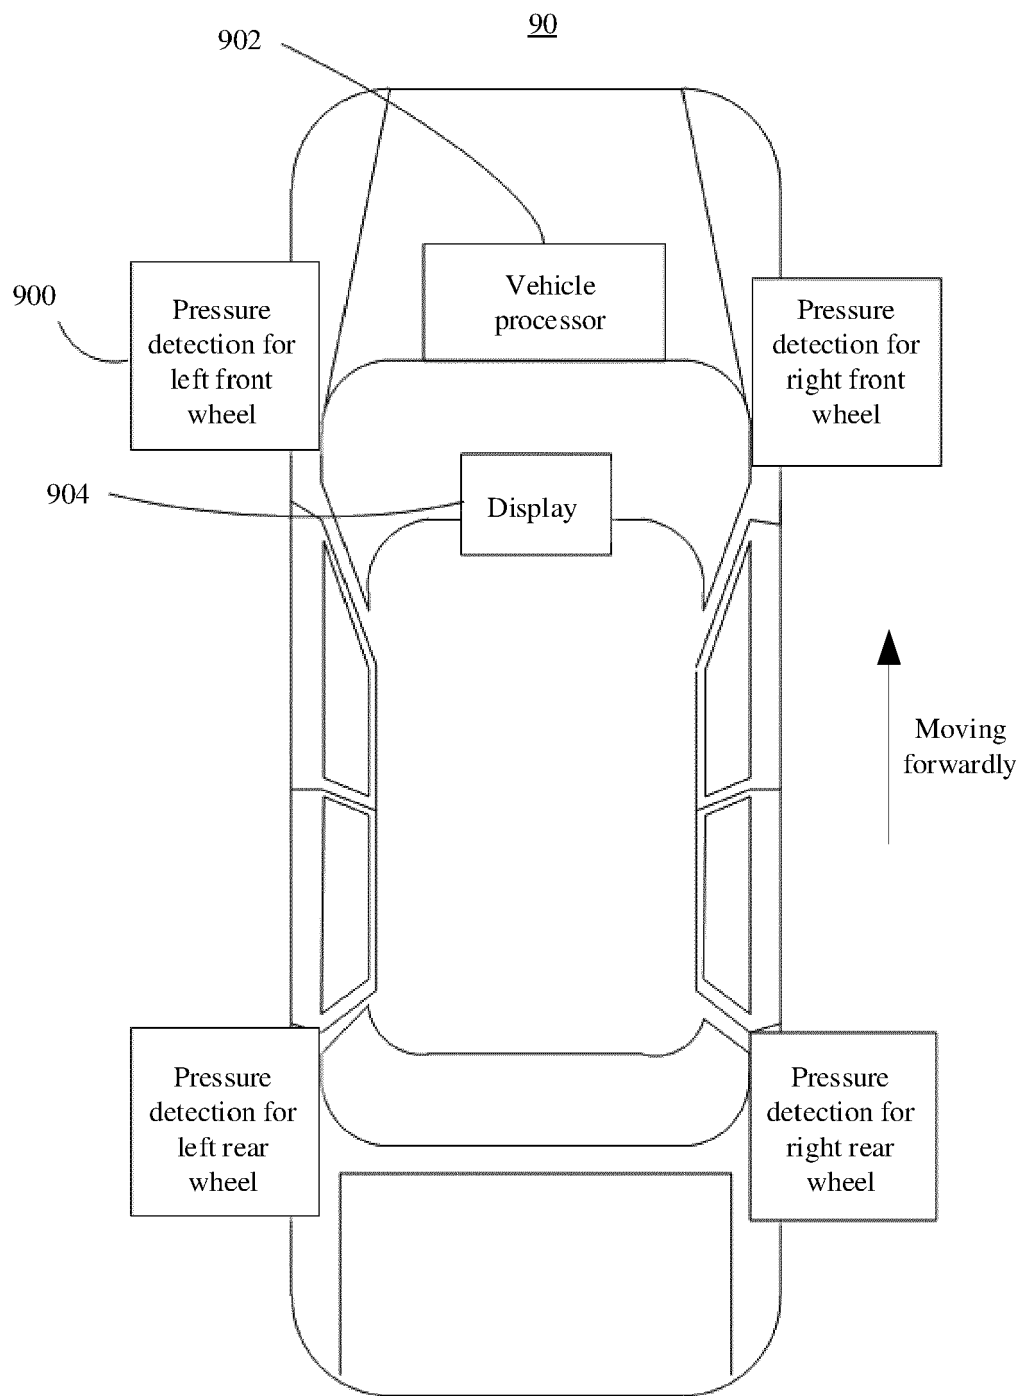 90
902
Vehicle
processor
900
Pressure
detection for
left front
wheel
Pressure
detection for
right front
wheel
904
Display
Moving
forwardly
Pressure
detection for
left rear
wheel
Pressure
detection for
right rear
wheel